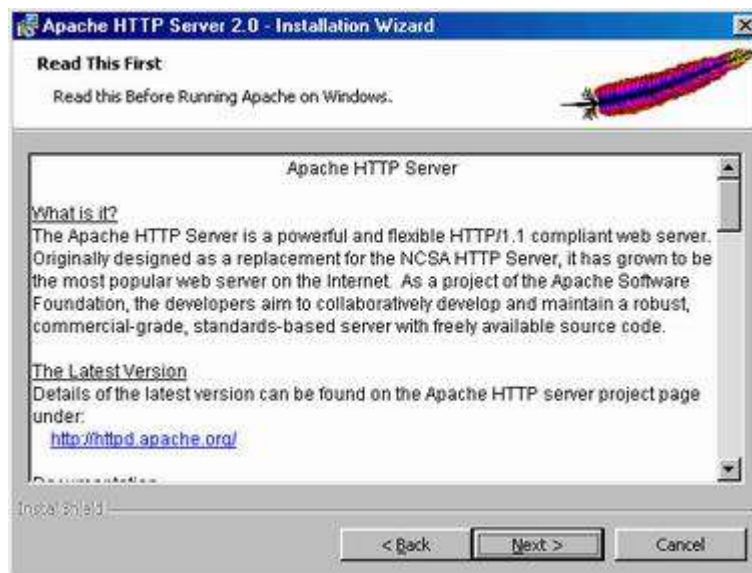 Apache HTTP Server 2.0 - Installation Wizard
Read This First
Read this Before Running Apache on Windows.
Apache HTTP Server
What is it?
The Apache HTTP Server is a powerful and flexible HTTP/1.1 compliant web server.
Originally designed as a replacement for the NCSA HTTP Server, it has grown to be
the most popular web server on the Internet. As a project of the Apache Software
Foundation, the developers aim to collaboratively develop and maintain a robust,
commercial-grade, standards-based server with freely available source code.
The Latest Version
Details of the latest version can be found on the Apache HTTP server project page
under:
http://httpd.apache.org/
Documentation
InstallShield
< Back
Next >
Cancel